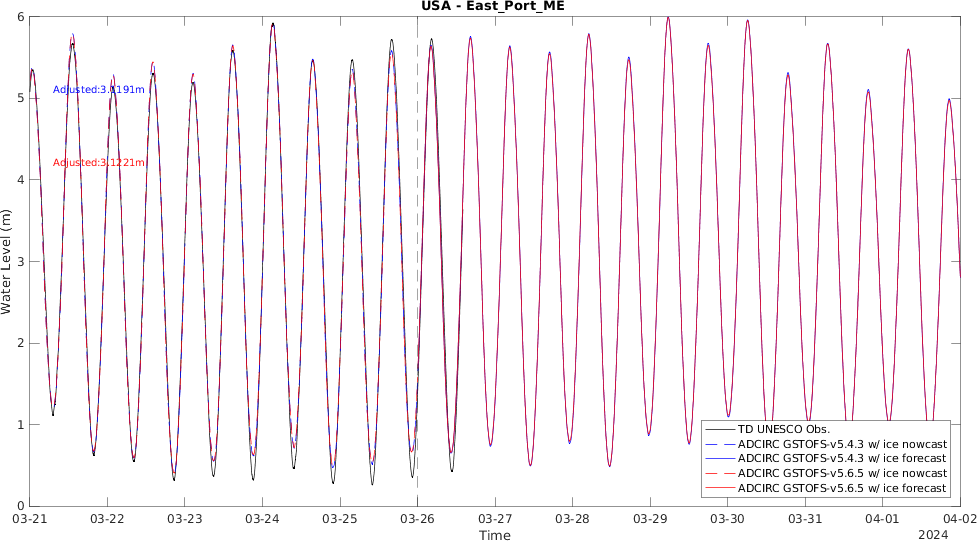 USA - East_Port_ME
6
5
4
3
2
1
0
Water Level (m)
Adjusted:3.1191m
Adjusted:3.1221m
TD UNESCO Obs.
ADCIRC GSTOFS-v5.4.3 w/ ice nowcast
ADCIRC GSTOFS-v5.4.3 w/ ice forecast
ADCIRC GSTOFS-v5.6.5 w/ ice nowcast
ADCIRC GSTOFS-v5.6.5 w/ ice forecast
03-21 03-22 03-23 03-24 03-25 03-26 03-27 03-28 03-29 03-30 03-31 04-01 04-02
Time
2024